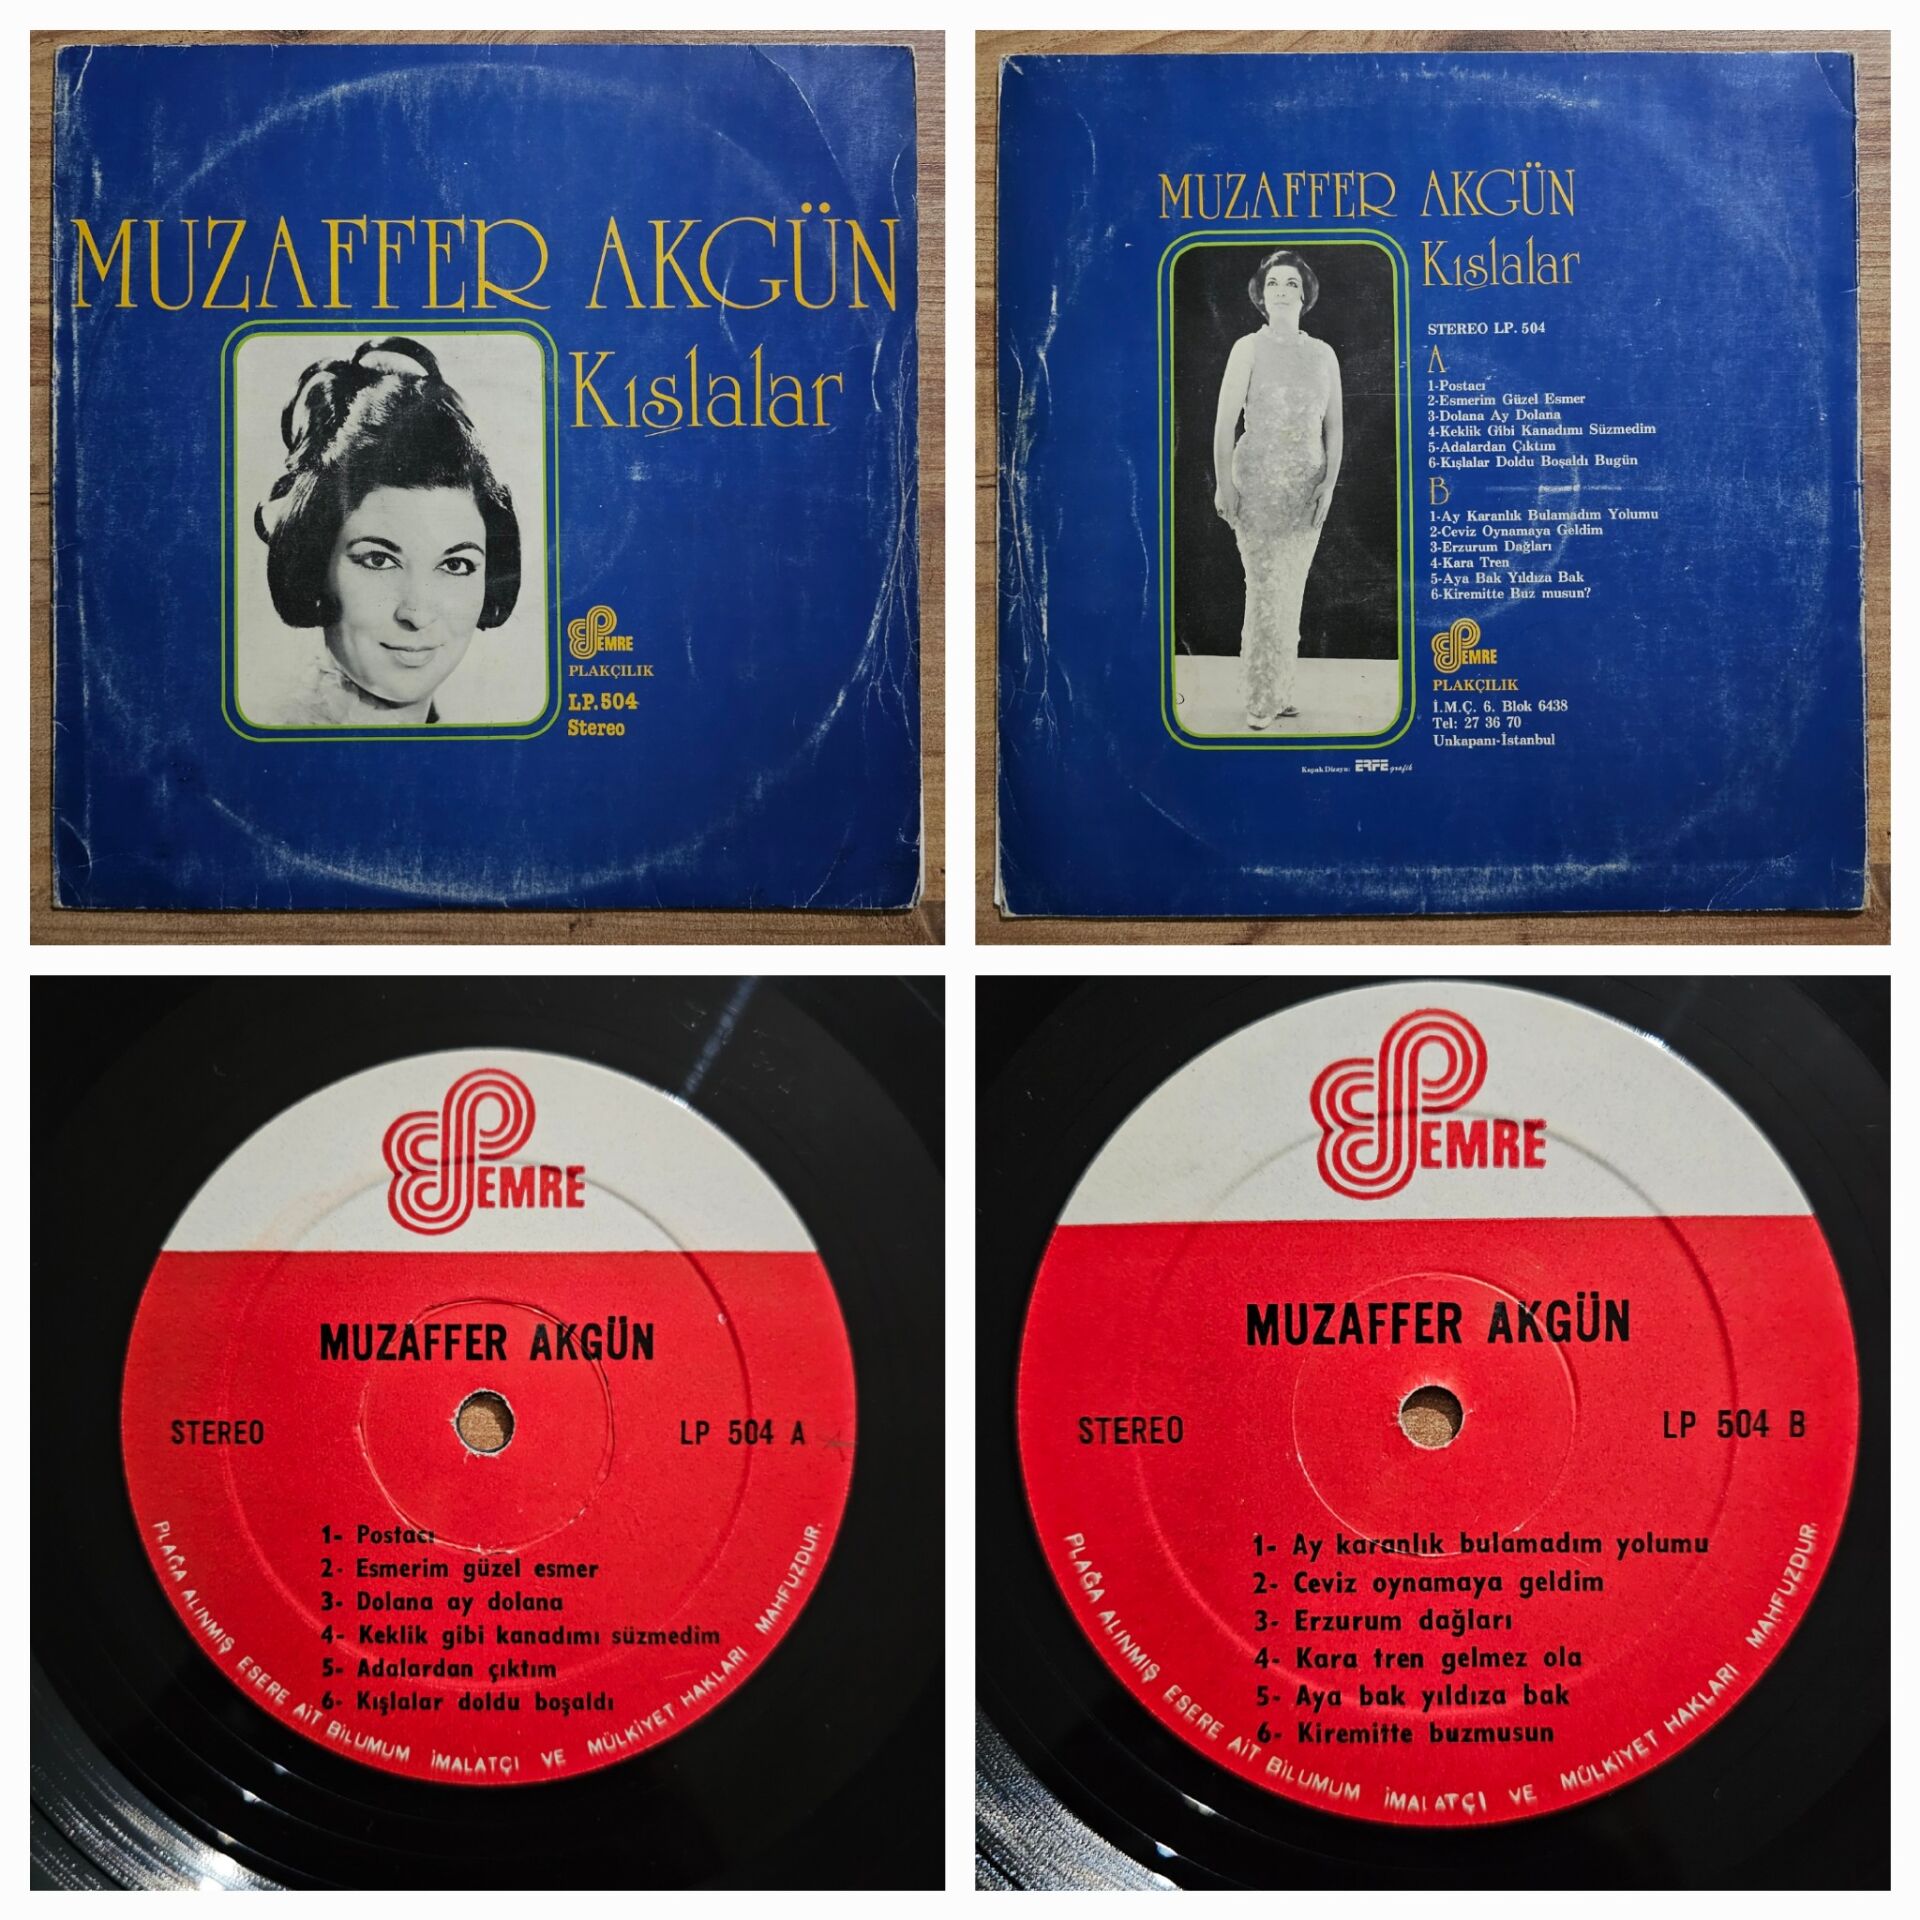 MUZAFFER AKGÜN
Kışlalar
EMRE
PLAKÇILIK
LP.504
Stereo
MUZAFFER AKGÜN
Kışlalar
STEREO LP. 504
A
1-Postacı
2-Esmerim Güzel Esmer
3-Dolana Ay Dolana
4-Keklik Gibi Kanadımı Süzmedim
5-Adalardan Çıktım
6-Kışlalar Doldu Boşaldı Bugün
B
1-Ay Karanlık Bulamadım Yolumu
2-Ceviz Oynamaya Geldim
3-Erzurum Dağları
4-Kara Tren
5-Aya Bak Yıldıza Bak
6-Kiremitte Buz musun?
EMRE
PLAKÇILIK
İ.M.Ç. 6. Blok 6438
Tel: 27 36 70
Unkapanı-İstanbul
Kapak Dizayn: ERFE grafik
EMRE
MUZAFFER AKGÜN
STEREO
LP 504 A
1- Postacı
2- Esmerim güzel esmer
3- Dolana ay dolana
4- Keklik gibi kanadımı süzmedim
5- Adalardan çıktım
6- Kışlalar doldu boşaldı
PLAĞA ALINMIŞ ESERE AİT BİLUMUM İMALATÇI VE MÜLKİYET HAKLARI MAHFUZDUR.
EMRE
MUZAFFER AKGÜN
STEREO
LP 504 B
1- Ay karanlık bulamadım yolumu
2- Ceviz oynamaya geldim
3- Erzurum dağları
4- Kara tren gelmez ola
5- Aya bak yıldıza bak
6- Kiremitte buzmusun
PLAĞA ALINMIŞ ESERE AİT BİLUMUM İMALATÇI VE MÜLKİYET HAKLARI MAHFUZDUR.